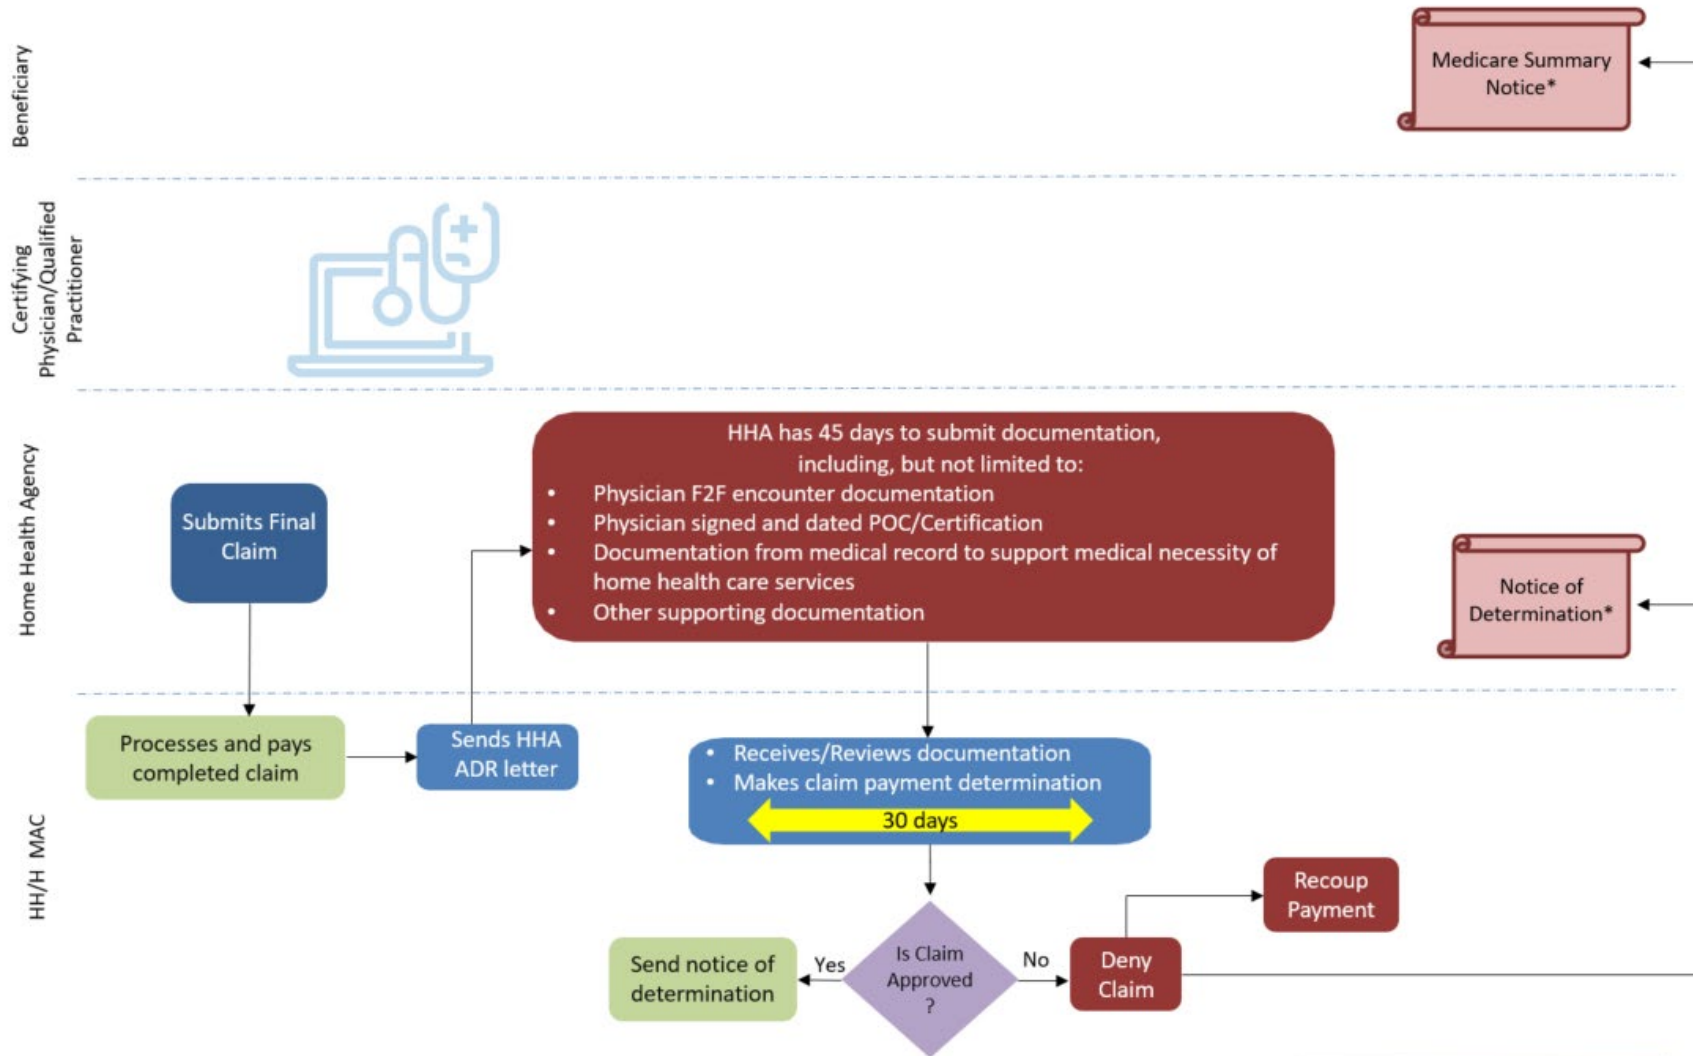 Beneficiary
Medicare Summary
Notice*
Certifying
Physician/Qualified
Practitioner
Home Health Agency
Submits Final
Claim
HHA has 45 days to submit documentation,
including, but not limited to:
• Physician F2F encounter documentation
• Physician signed and dated POC/Certification
• Documentation from medical record to support medical necessity of
home health care services
• Other supporting documentation
Notice of
Determination*
HH/H MAC
Processes and pays
completed claim
Sends HHA
ADR letter
• Receives/Reviews documentation
• Makes claim payment determination
30 days
Is Claim
Approved
?
Yes
No
Send notice of
determination
Deny
Claim
Recoup
Payment